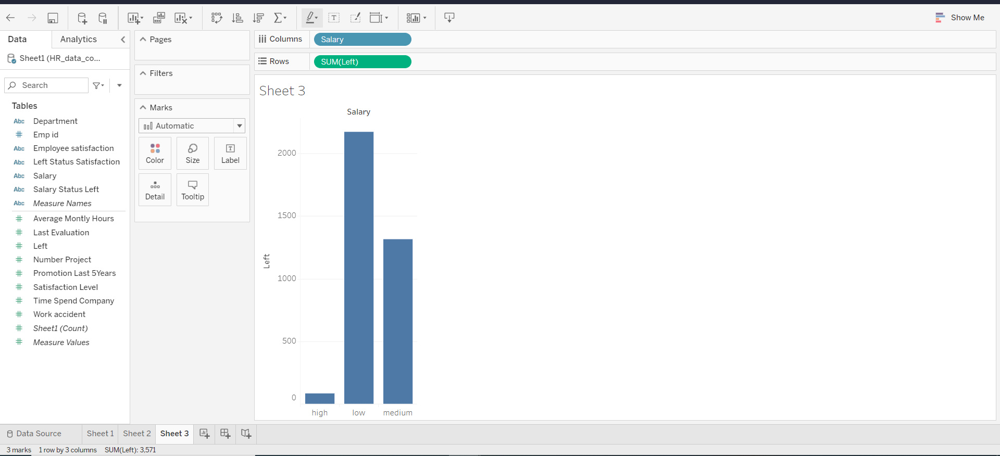 Show Me
Data
Analytics
Sheet1 (HR_data_co...
Search
Tables
Abc Department
Emp id
Abc Employee satisfaction
Abc Left Status Satisfaction
Abc Salary
Abc Salary Status Left
Abc Measure Names
Average Montly Hours
Last Evaluation
Left
Number Project
Promotion Last 5Years
Satisfaction Level
Time Spend Company
Work accident
Sheet1 (Count)
Measure Values
Pages
Filters
Marks
Automatic
Color Size Label
Detail Tooltip
Columns Salary
Rows SUM(Left)
Sheet 3
Salary
2000
1500
1000
500
0
Left
high low medium
Data Source Sheet 1 Sheet 2 Sheet 3
3 marks 1 row by 3 columns SUM(Left): 3,571